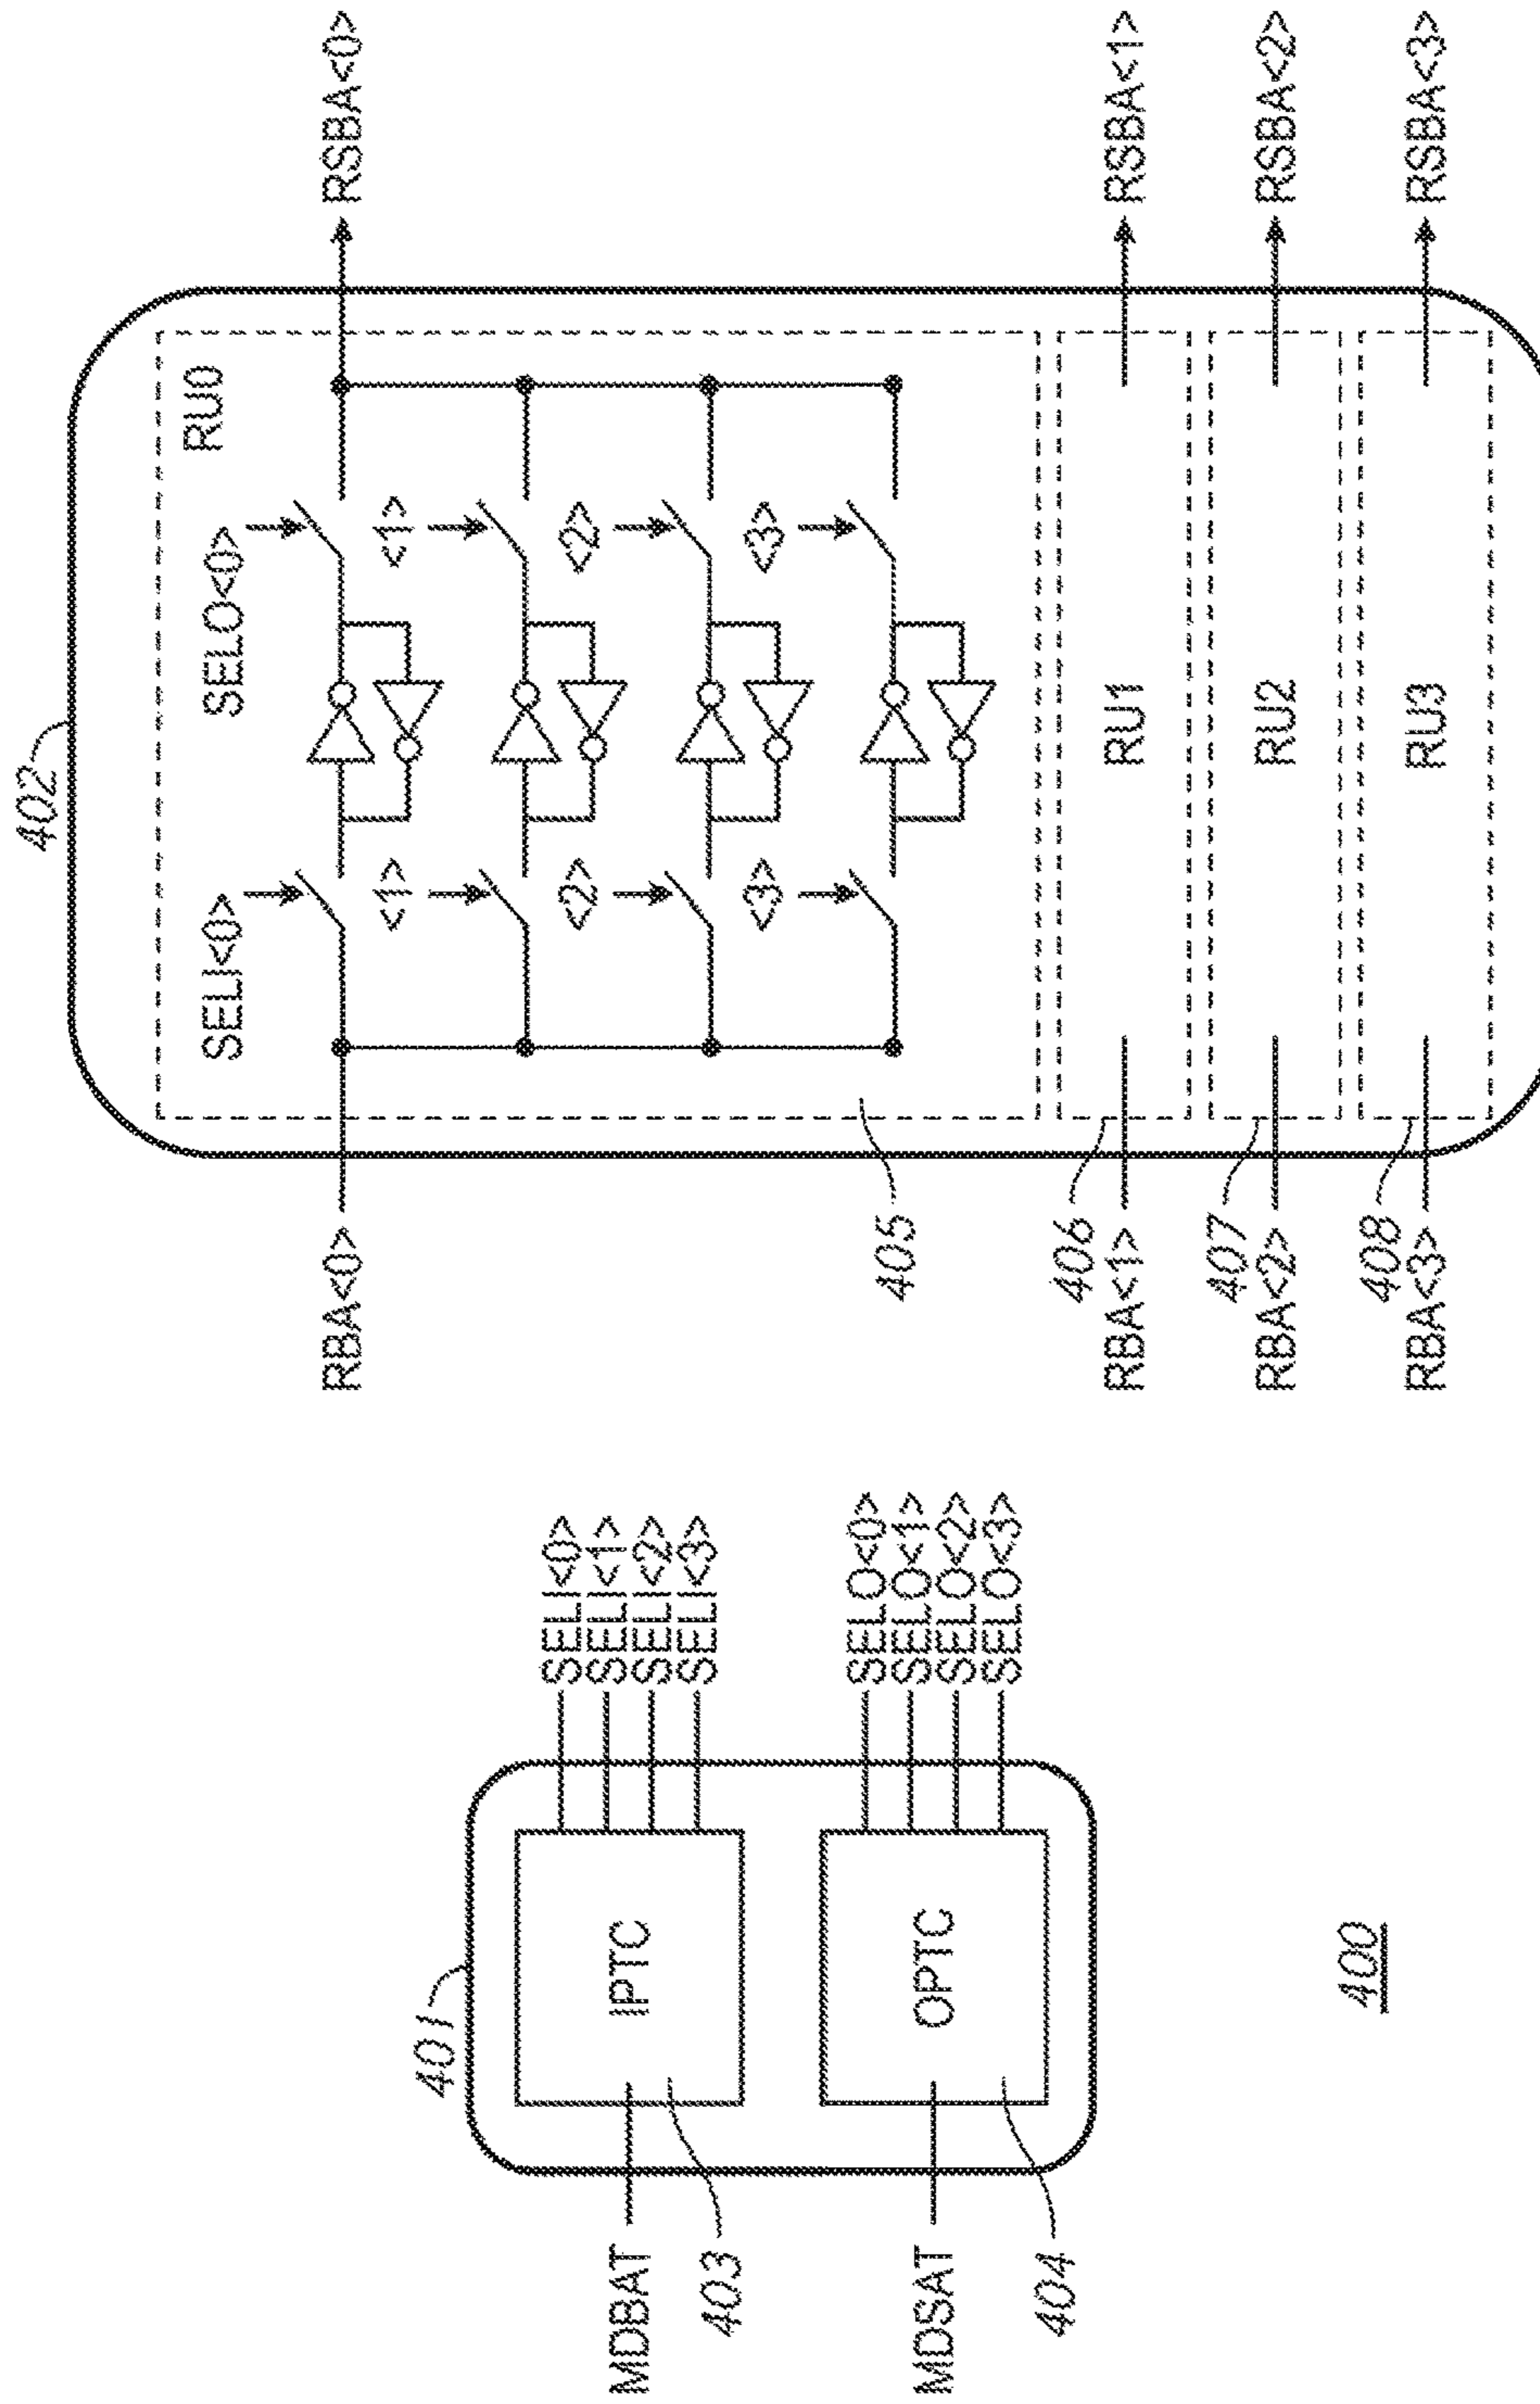 401
MDBAT
IPTC
403
SELI<0>
SELI<1>
SELI<2>
SELI<3>
MDSAT
OPTC
404
SELO<0>
SELO<1>
SELO<2>
SELO<3>
400
402
RBA<0>
SELI<0>
SELO<0>
RU0
RSBA<0>
<1>
<1>
<2>
<2>
<3>
<3>
405
406
RBA<1>
RU1
RSBA<1>
407
RBA<2>
RU2
RSBA<2>
408
RBA<3>
RU3
RSBA<3>